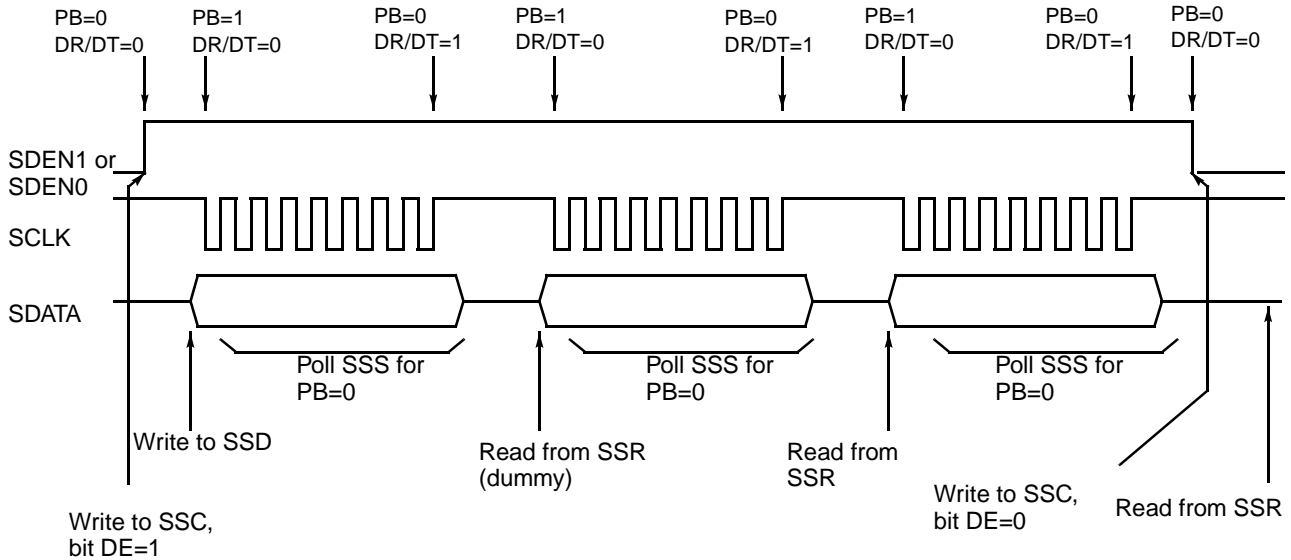 PB=0
DR/DT=0
PB=1
DR/DT=0
PB=0
DR/DT=1
PB=1
DR/DT=0
PB=0
DR/DT=1
PB=1
DR/DT=0
PB=0
DR/DT=1
PB=0
DR/DT=0
SDEN1 or
SDEN0
SCLK
SDATA
Poll SSS for
PB=0
Poll SSS for
PB=0
Poll SSS for
PB=0
Write to SSD
Read from SSR
(dummy)
Read from
SSR
Write to SSC,
bit DE=0
Read from SSR
Write to SSC,
bit DE=1